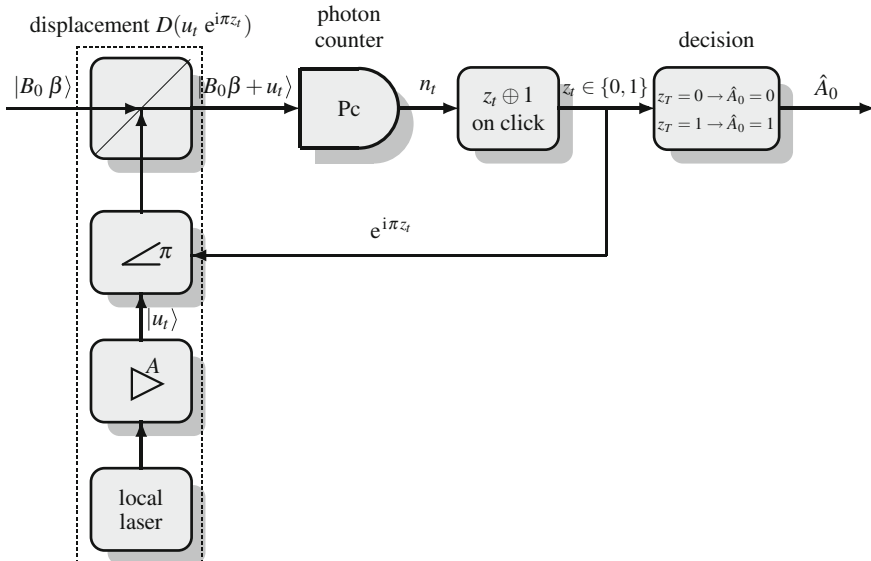 displacement D(u_t e^{iπz_t})
photon
counter
decision
|B_0 β⟩
B_0β + u_t⟩
Pc
n_t
z_t ⊕ 1
on click
z_t ∈ {0,1}
z_T = 0 → Â_0 = 0
z_T = 1 → Â_0 = 1
Â_0
e^{iπz_t}
π
|u_t⟩
A
local
laser